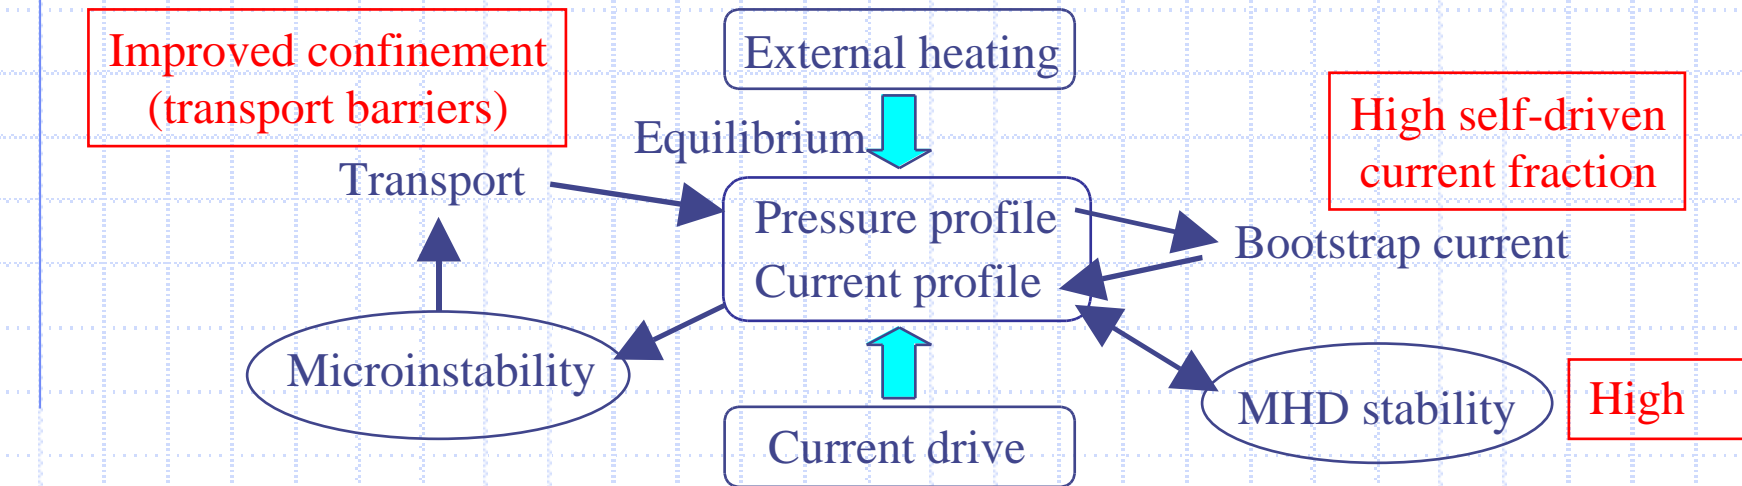 Improved confinement
(transport barriers)
External heating
High self-driven
current fraction
Equilibrium
Transport
Pressure profile
Bootstrap current
Current profile
Microinstability
MHD stability
High
Current drive